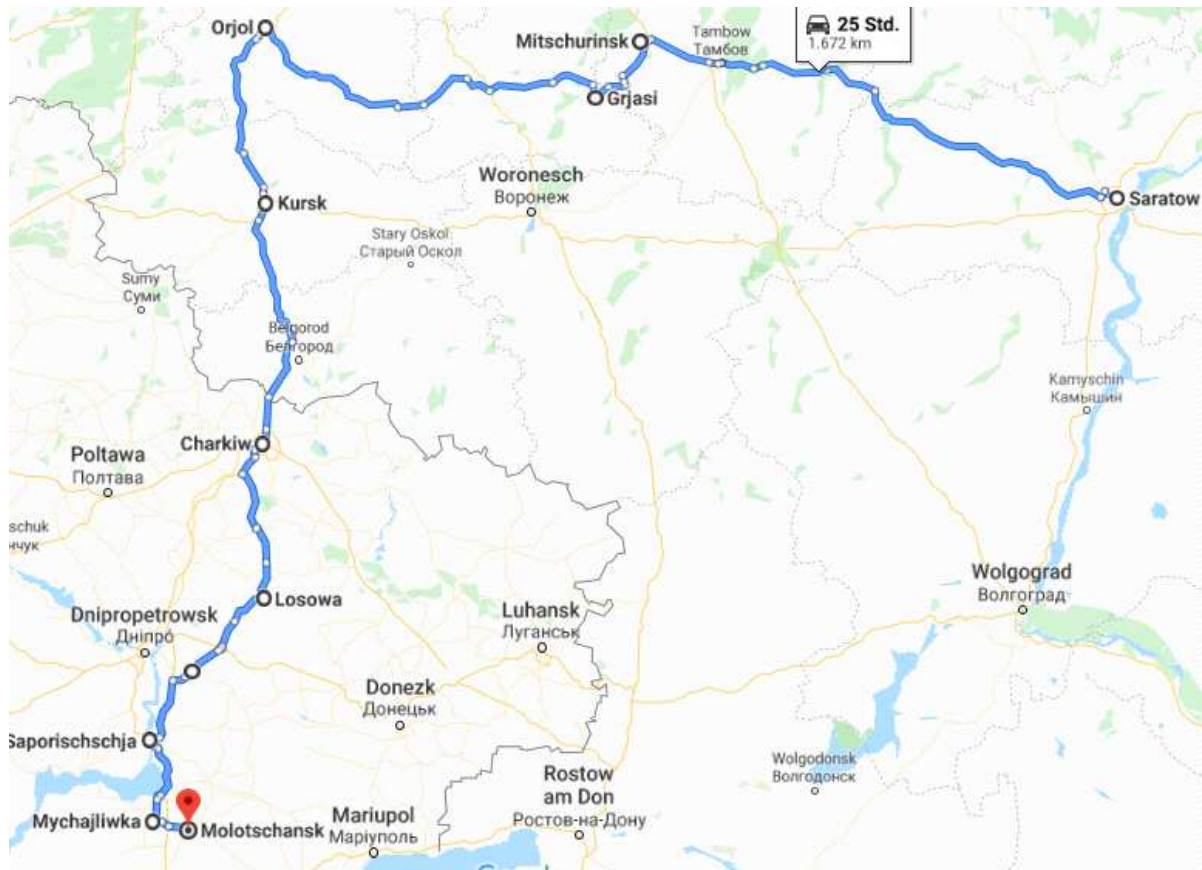 Orjol
Mitschurinsk
Tambow
Тамбов
25 Std.
1.672 km
Grjasi
Woronesch
Воронеж
Kursk
Saratow
Stary Oskol
Старый Оскол
Sumy
Суми
Belgorod
Белгород
Kamyschin
Камышин
Charkiw
Poltawa
Полтава
schuk
нчук
Wolgograd
Волгоград
Losowa
Dnipropetrowsk
Дніпро́
Luhansk
Луганськ
Donezk
Донецьк
Saporischschja
Wolgodonsk
Волгодонск
Rostow
am Don
Ростов-на-Дону
Mychajliwka
Molotschansk
Mariupol
Маріуполь